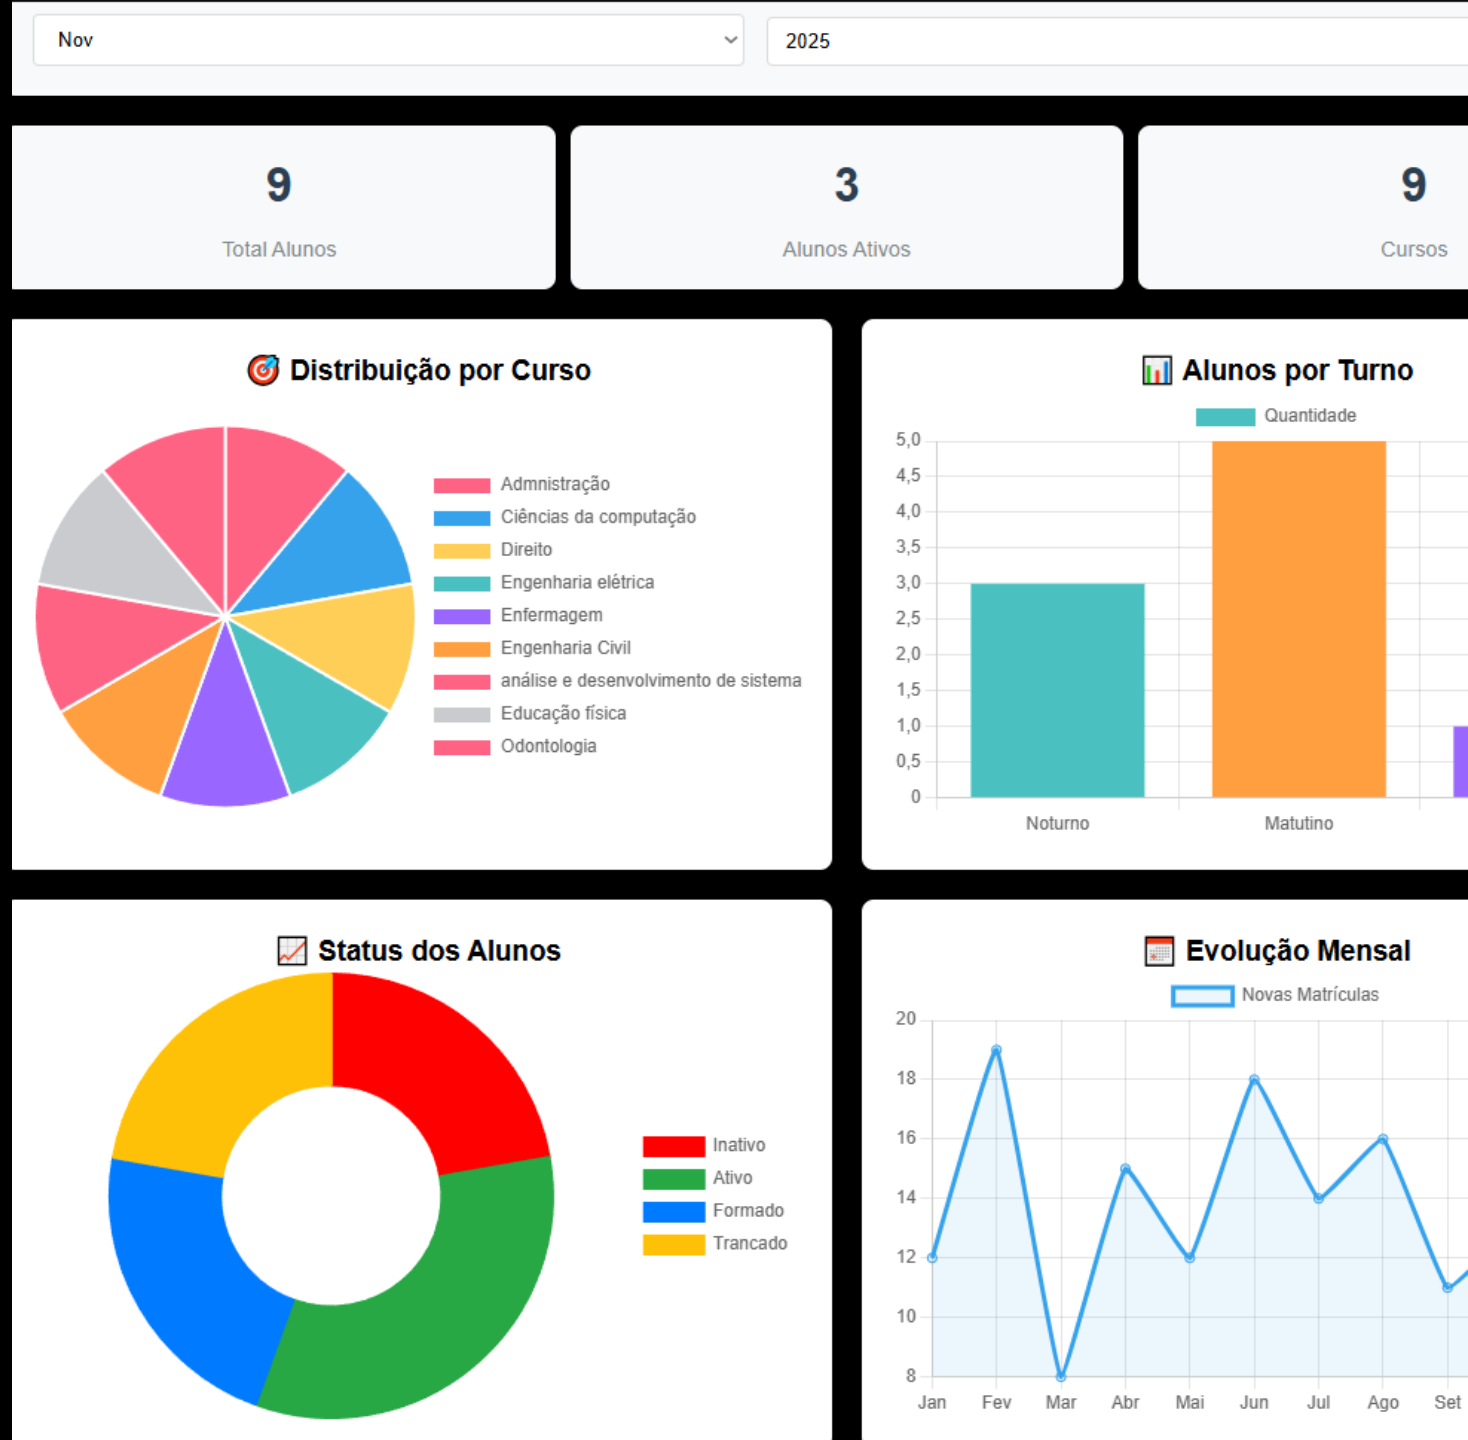 Nov
2025
9
Total Alunos
3
Alunos Ativos
9
Cursos
Distribuição por Curso
Admnistração
Ciências da computação
Direito
Engenharia elétrica
Enfermagem
Engenharia Civil
análise e desenvolvimento de sistema
Educação física
Odontologia
Alunos por Turno
Quantidade
5,0
4,5
4,0
3,5
3,0
2,5
2,0
1,5
1,0
0,5
0
Noturno
Matutino
Status dos Alunos
Inativo
Ativo
Formado
Trancado
Evolução Mensal
Novas Matrículas
20
18
16
14
12
10
8
Jan Fev Mar Abr Mai Jun Jul Ago Set